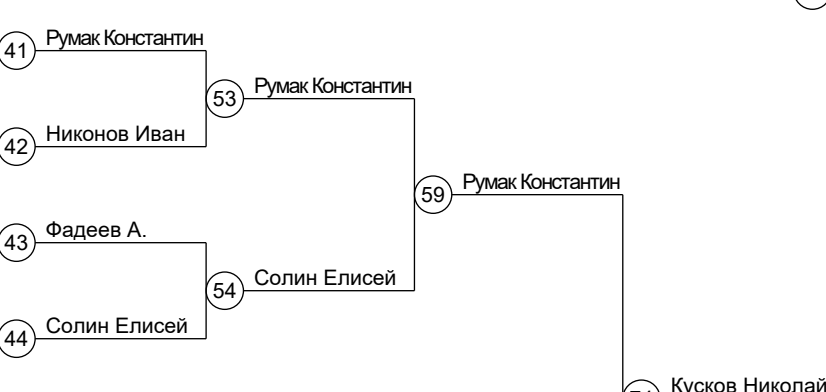 41 Румак Константин
53 Румак Константин
42 Никонов Иван
59 Румак Константин
43 Фадеев А.
54 Солин Елисей
44 Солин Елисей
Кусков Николай